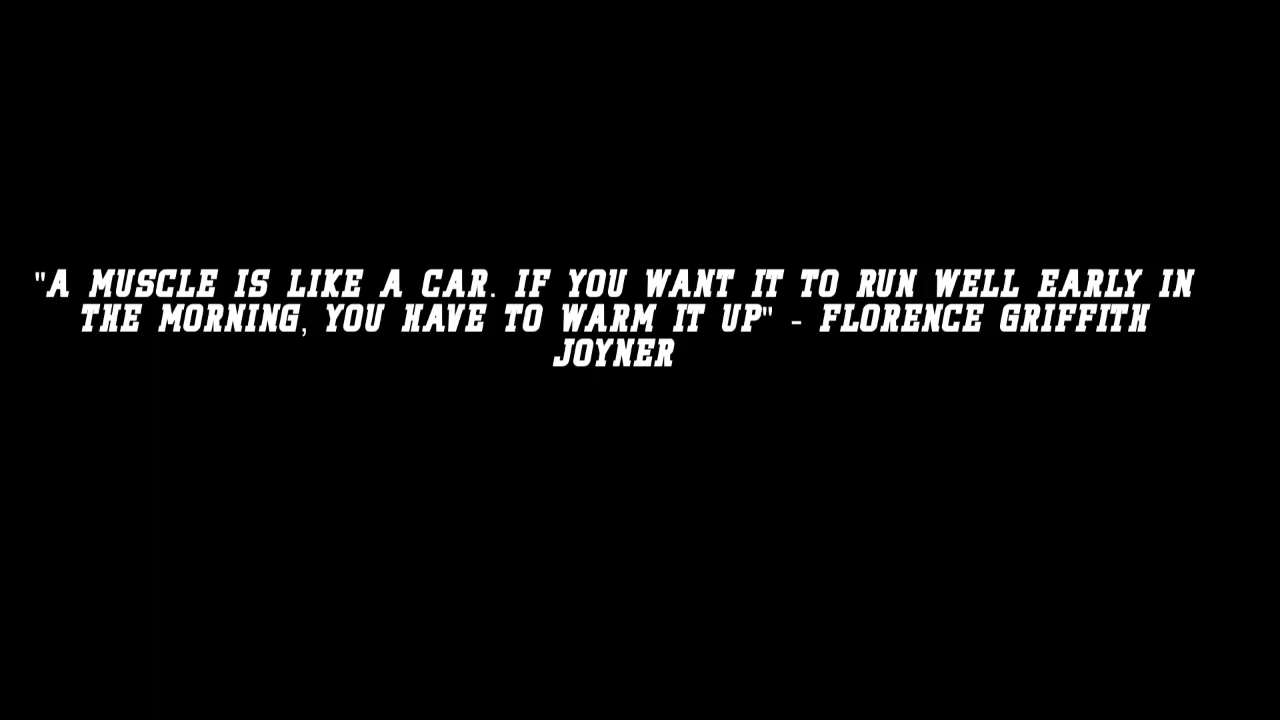 "A MUSCLE IS LIKE A CAR. IF YOU WANT IT TO RUN WELL EARLY IN
THE MORNING, YOU HAVE TO WARM IT UP" - FLORENCE GRIFFITH
JOYNER